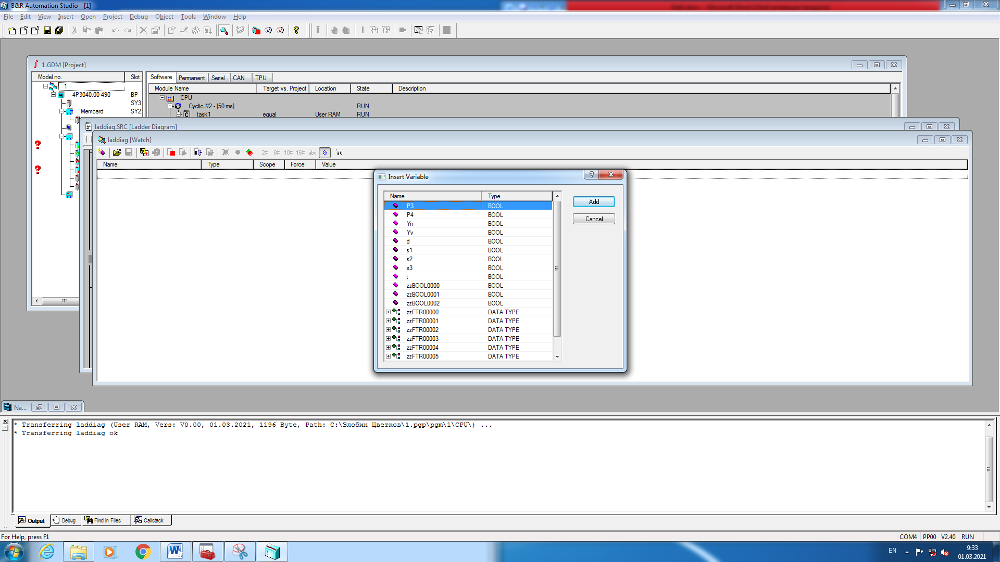 B&R Automation Studio - [1]
File Edit View Insert Open Project Debug Object Tools Window Help
1.GDM [Project]
Model no. Slot
1
4P3040.00-490 BP
SY3
Memcard SY2
Software Permanent Serial CAN TPU
Module Name Target vs. Project Location State Description
CPU
Cyclic #2 - [50 ms] RUN
task1 equal User RAM RUN
laddiag.SRC [Ladder Diagram]
laddiag [Watch]
2# 8# 10# 16# abc & 'äü'
Name Type Scope Force Value
Insert Variable
Name Type
P3 BOOL
P4 BOOL
Yn BOOL
Yv BOOL
d BOOL
s1 BOOL
s2 BOOL
s3 BOOL
t BOOL
zzBOOL0000 BOOL
zzBOOL0001 BOOL
zzBOOL0002 BOOL
zzFTR00000 DATA TYPE
zzFTR00001 DATA TYPE
zzFTR00002 DATA TYPE
zzFTR00003 DATA TYPE
zzFTR00004 DATA TYPE
zzFTR00005 DATA TYPE
Add
Cancel
Na...
* Transferring laddiag (User RAM, Vers: V0.00, 01.03.2021, 1196 Byte, Path: C:\Злобин Цветков\1.pgp\pgm\1\CPU\) ...
* Transferring laddiag ok
Output Debug Find in Files Callstack
For Help, press F1
COM4 PP00 V2.40 RUN
EN
9:33
01.03.2021